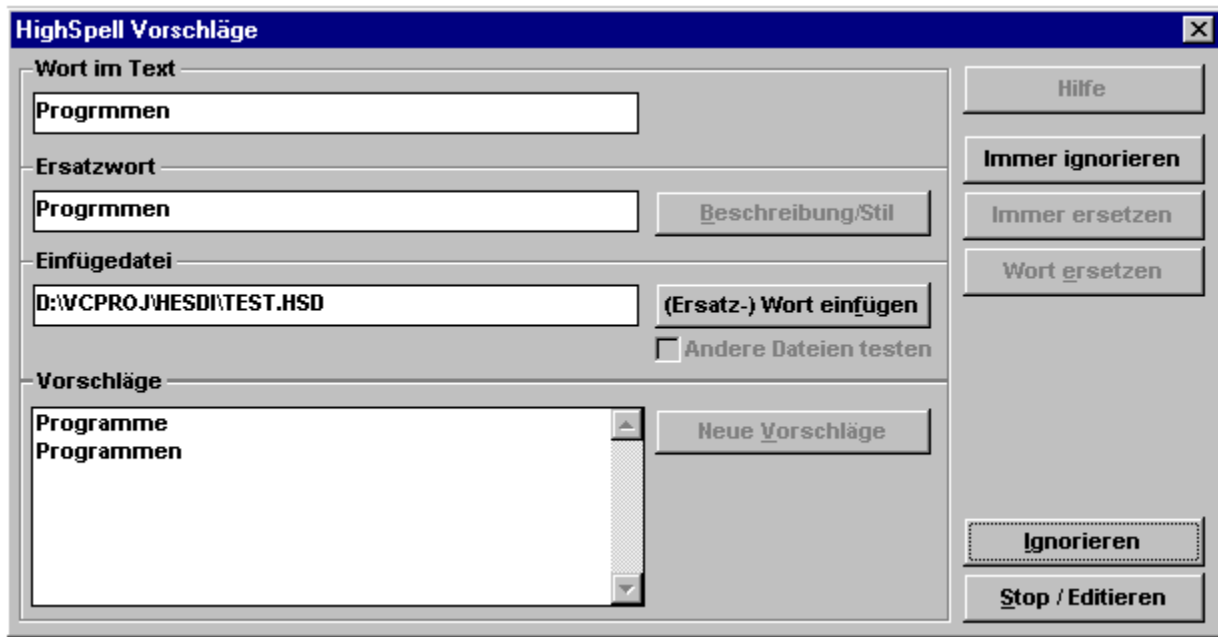 HighSpell Vorschläge
Wort im Text
Progrmmen
Ersatzwort
Progrmmen
Beschreibung/Stil
Einfügedatei
D:\VCPROJ\HESDI\TEST.HSD
(Ersatz-) Wort einfügen
Andere Dateien testen
Vorschläge
Programme
Programmen
Neue Vorschläge
Hilfe
Immer ignorieren
Immer ersetzen
Wort ersetzen
Ignorieren
Stop / Editieren